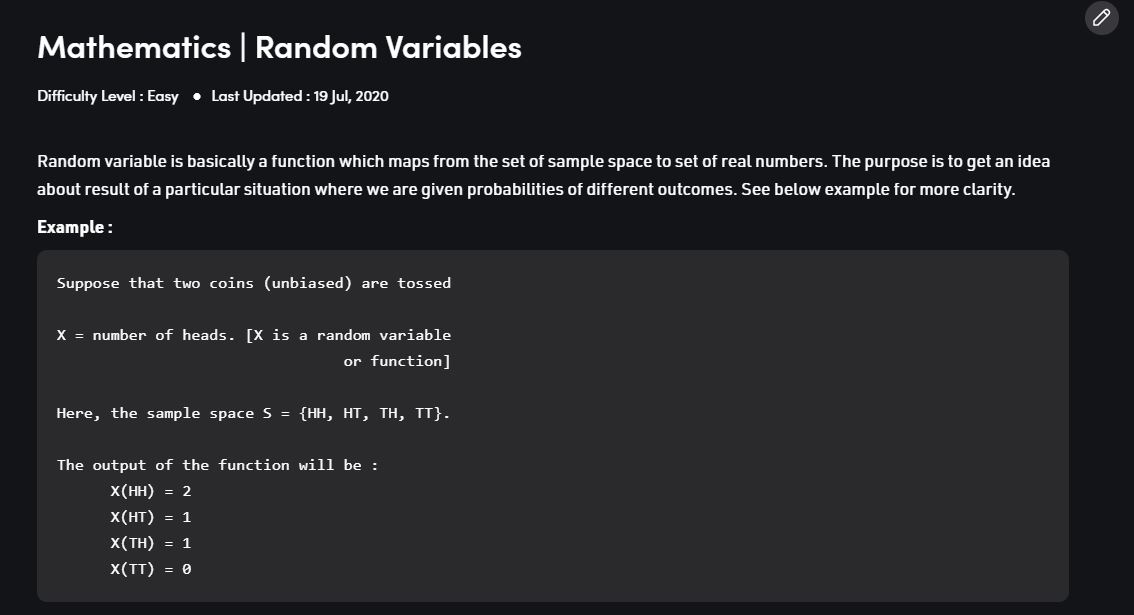 Mathematics | Random Variables
Difficulty Level : Easy ● Last Updated : 19 Jul, 2020
Random variable is basically a function which maps from the set of sample space to set of real numbers. The purpose is to get an idea
about result of a particular situation where we are given probabilities of different outcomes. See below example for more clarity.
Example :
Suppose that two coins (unbiased) are tossed
X = number of heads. [X is a random variable
or function]
Here, the sample space S = {HH, HT, TH, TT}.
The output of the function will be :
X(HH) = 2
X(HT) = 1
X(TH) = 1
X(TT) = 0